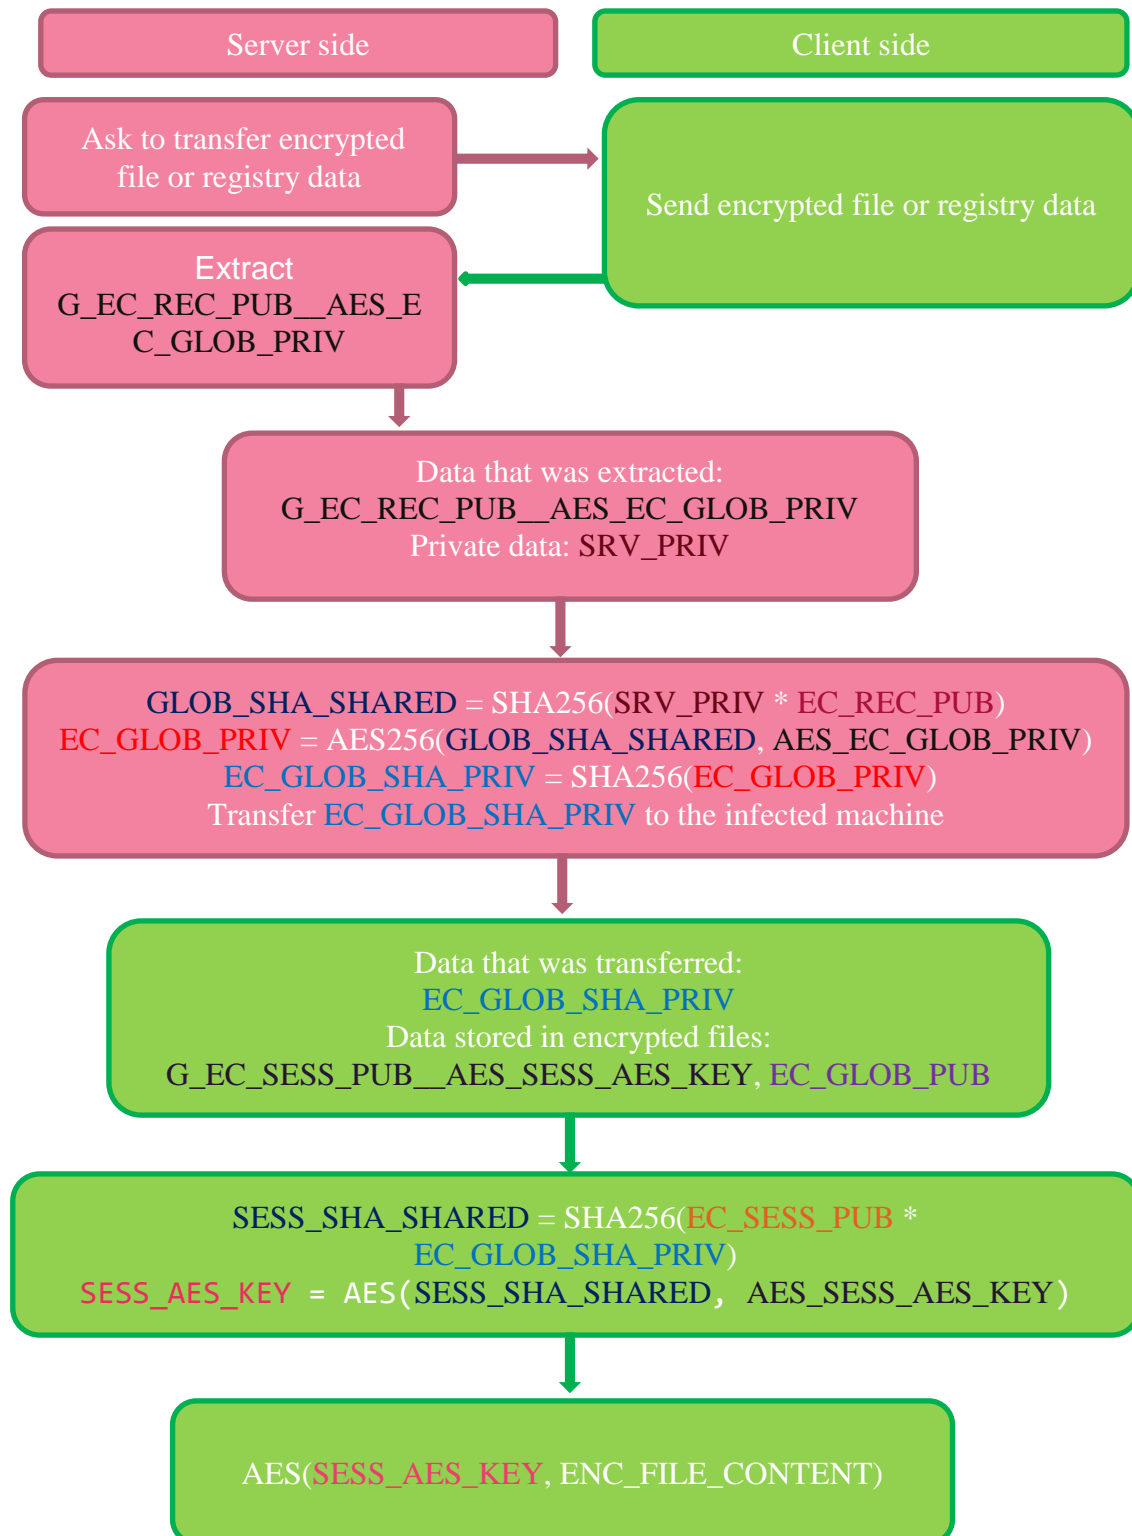 Server side
Client side
Ask to transfer encrypted
file or registry data
Send encrypted file or registry data
Extract
G_EC_REC_PUB__AES_E
C_GLOB_PRIV
Data that was extracted:
G_EC_REC_PUB__AES_EC_GLOB_PRIV
Private data: SRV_PRIV
GLOB_SHA_SHARED = SHA256(SRV_PRIV * EC_REC_PUB)
EC_GLOB_PRIV = AES256(GLOB_SHA_SHARED, AES_EC_GLOB_PRIV)
EC_GLOB_SHA_PRIV = SHA256(EC_GLOB_PRIV)
Transfer EC_GLOB_SHA_PRIV to the infected machine
Data that was transferred:
EC_GLOB_SHA_PRIV
Data stored in encrypted files:
G_EC_SESS_PUB__AES_SESS_AES_KEY, EC_GLOB_PUB
SESS_SHA_SHARED = SHA256(EC_SESS_PUB *
EC_GLOB_SHA_PRIV)
SESS_AES_KEY = AES(SESS_SHA_SHARED, AES_SESS_AES_KEY)
AES(SESS_AES_KEY, ENC_FILE_CONTENT)